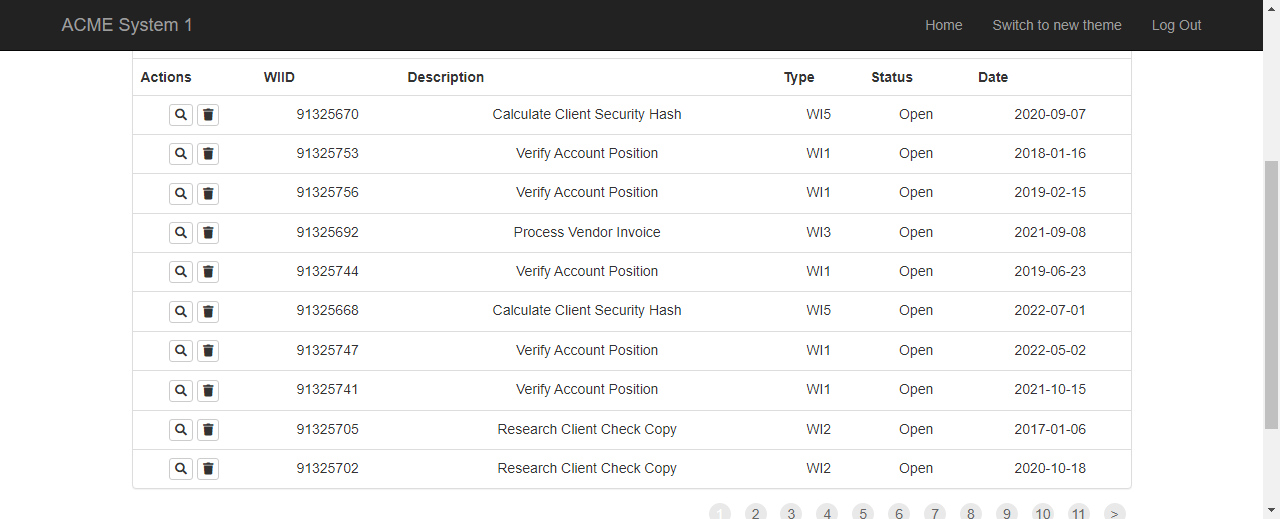 ACME System 1 Home Switch to new theme Log Out
Actions WIID Description Type Status Date
91325670 Calculate Client Security Hash WI5 Open 2020-09-07
91325753 Verify Account Position WI1 Open 2018-01-16
91325756 Verify Account Position WI1 Open 2019-02-15
91325692 Process Vendor Invoice WI3 Open 2021-09-08
91325744 Verify Account Position WI1 Open 2019-06-23
91325668 Calculate Client Security Hash WI5 Open 2022-07-01
91325747 Verify Account Position WI1 Open 2022-05-02
91325741 Verify Account Position WI1 Open 2021-10-15
91325705 Research Client Check Copy WI2 Open 2017-01-06
91325702 Research Client Check Copy WI2 Open 2020-10-18
1 2 3 4 5 6 7 8 9 10 11 >